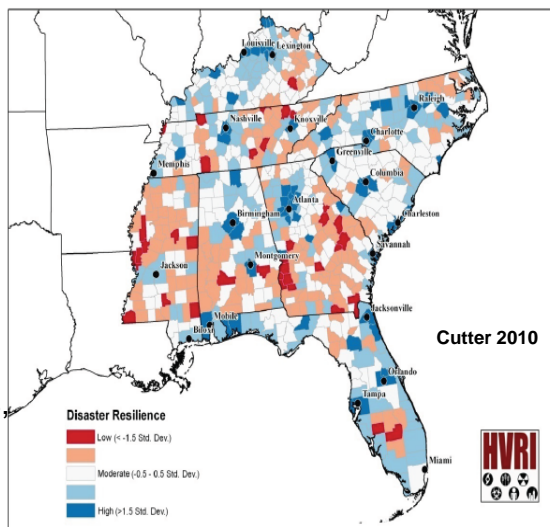 Louisville
Lexington
Nashville
Knoxville
Raleigh
Charlotte
Greenville
Memphis
Columbia
Atlanta
Birmingham
Charleston
Savannah
Montgomery
Jackson
Mobile
Biloxi
Jacksonville
Cutter 2010
Orlando
Tampa
Miami
Disaster Resilience
Low (< -1.5 Std. Dev.)
Moderate (-0.5 - 0.5 Std. Dev.)
High (>1.5 Std. Dev.)
HVRI